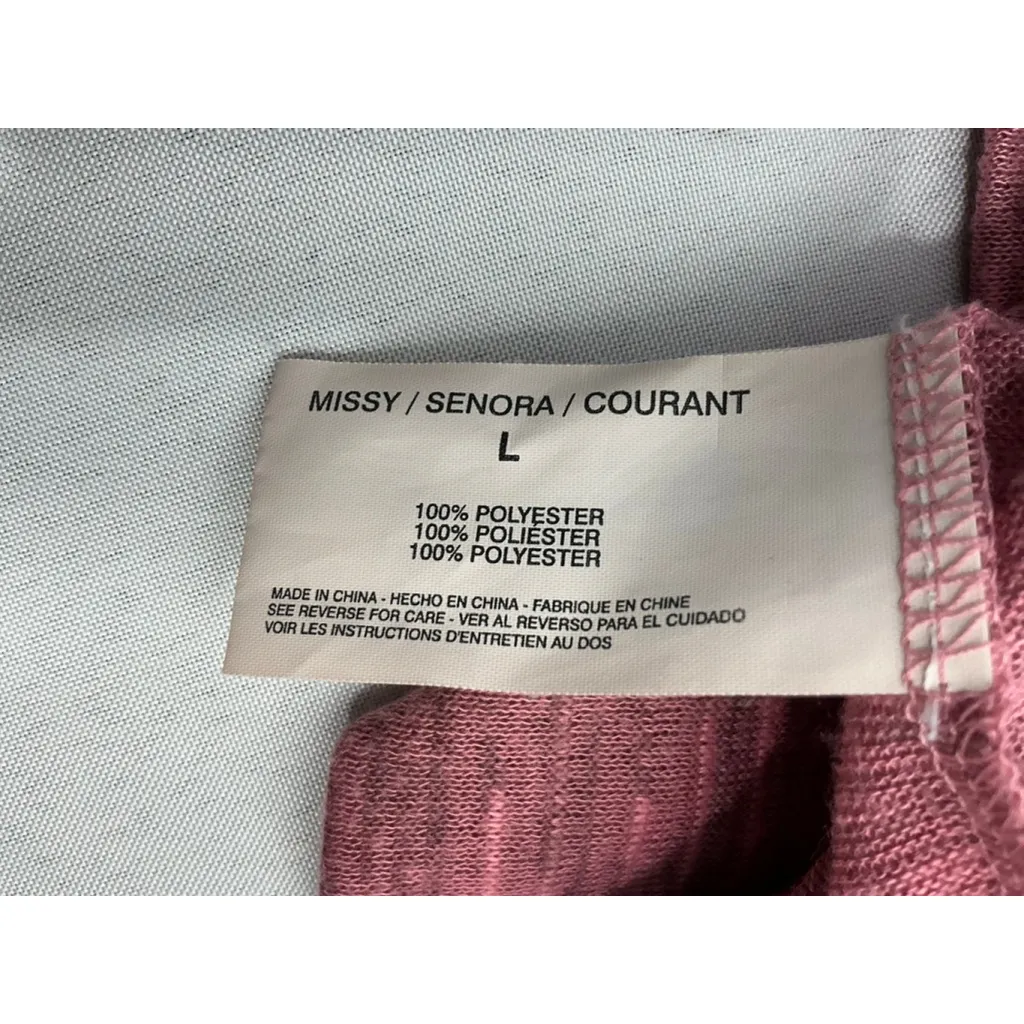 MISSY / SENORA / COURANT
L
100% POLYESTER
100% POLIÉSTER
100% POLYESTER
MADE IN CHINA - HECHO EN CHINA - FABRIQUE EN CHINE
SEE REVERSE FOR CARE - VER AL REVERSO PARA EL CUIDADO
VOIR LES INSTRUCTIONS D'ENTRETIEN AU DOS